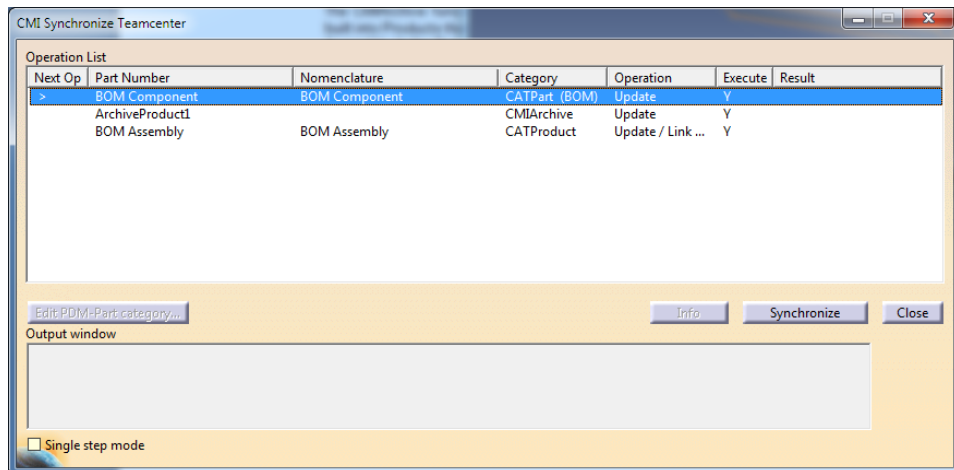 CMI Synchronize Teamcenter
Operation List
Next Op Part Number Nomenclature Category Operation Execute Result
> BOM Component BOM Component CATPart (BOM) Update Y
ArchiveProduct1 CMIArchive Update Y
BOM Assembly BOM Assembly CATProduct Update / Link ... Y
Edit PDM-Part category... Info Synchronize Close
Output window
Single step mode